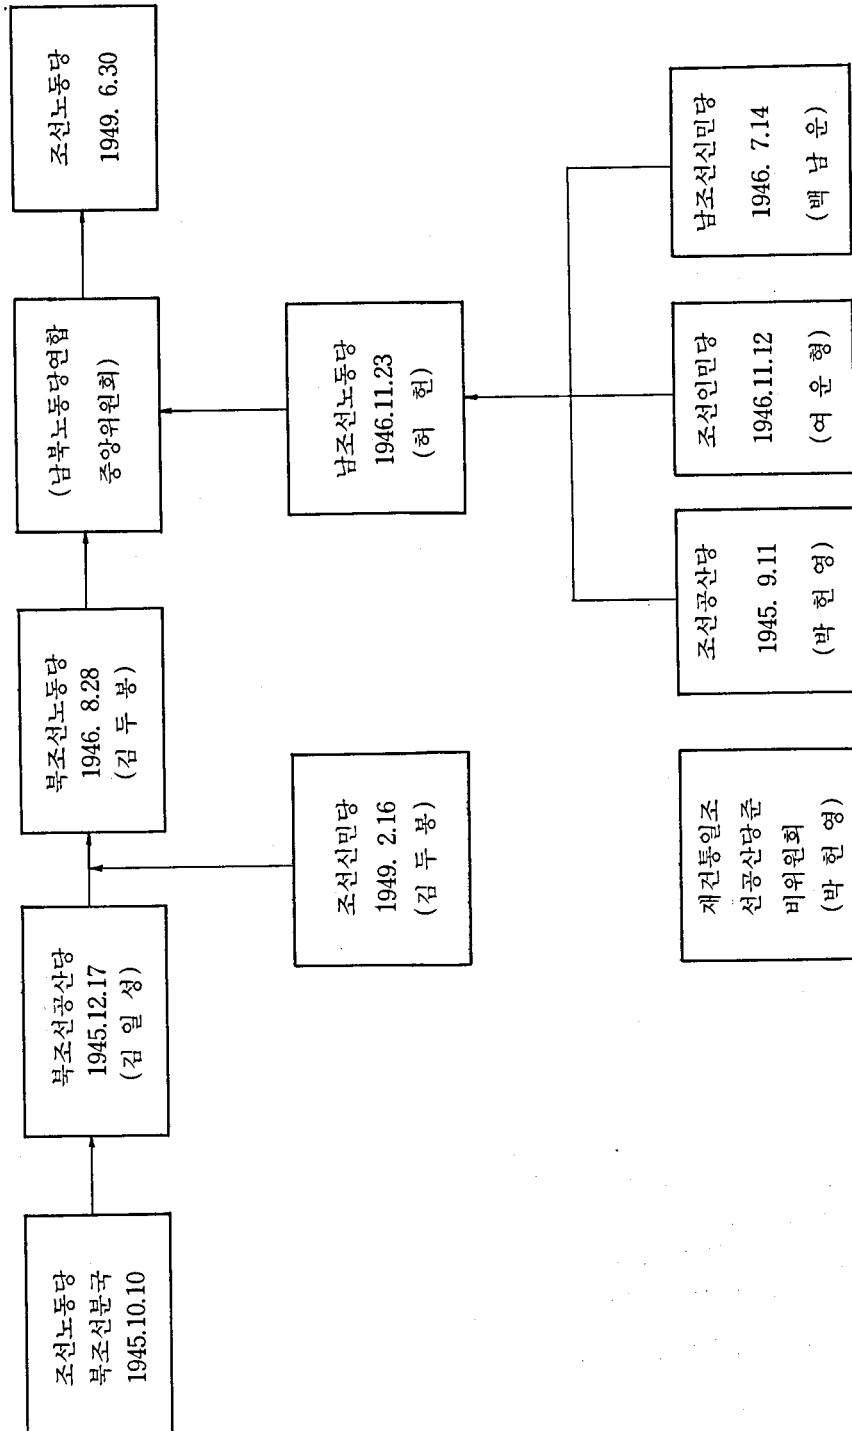 조선노동당
북조선분국
1945.10.10
북조선공산당
1945.12.17
(김 일 성)
북조선노동당
1946. 8.28
(김 두 봉)
(남북노동당연합
중앙위원회)
조선노동당
1949. 6.30
조선신민당
1949. 2.16
(김 두 봉)
남조선노동당
1946.11.23
(허 헌)
재건통일조
선공산당준
비위원회
(박 헌 영)
조선공산당
1945. 9.11
(박 헌 영)
조선인민당
1946.11.12
(여 운 형)
남조선신민당
1946. 7.14
(백 남 운)